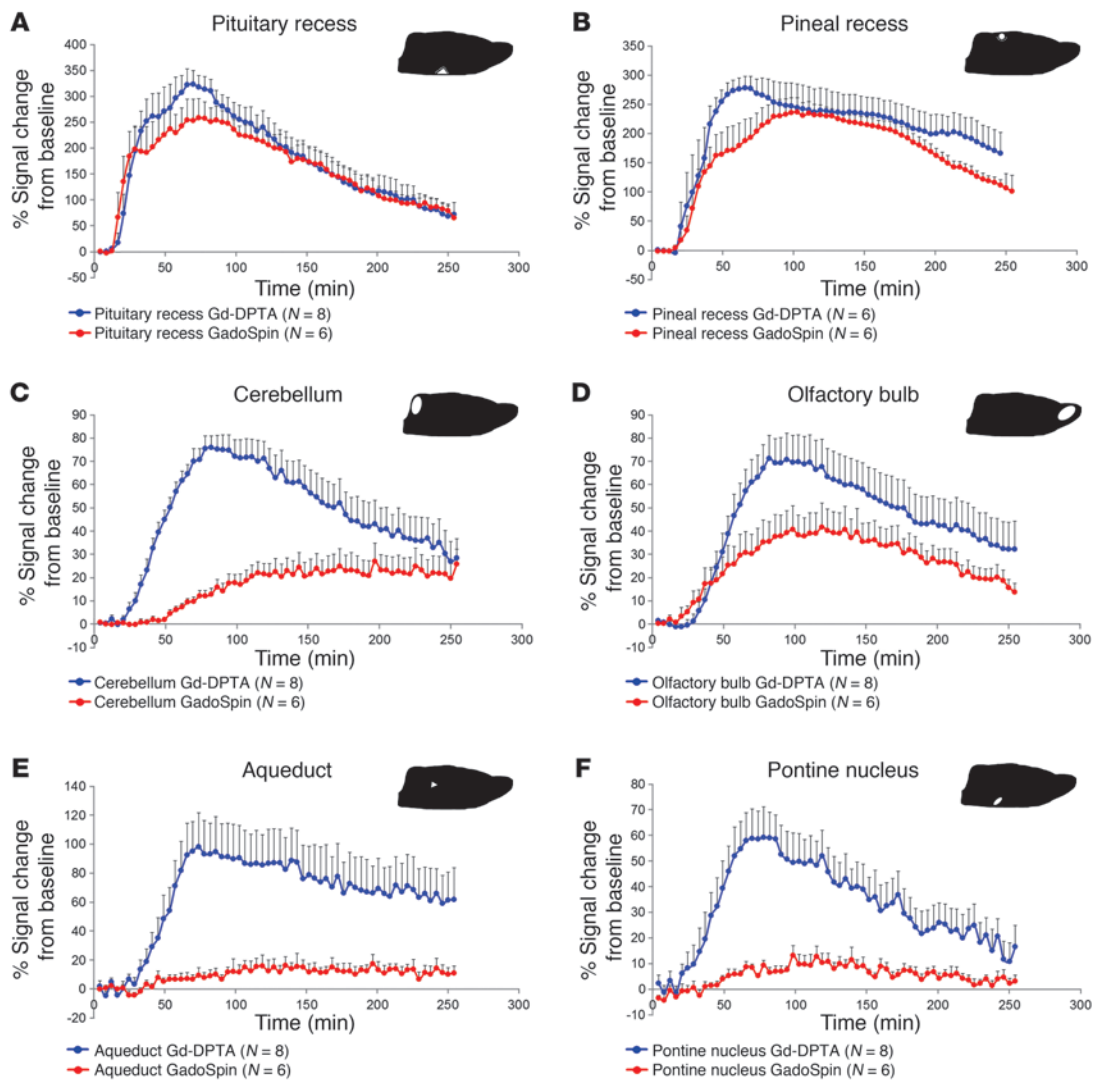 A
Pituitary recess
% Signal change
from baseline
400
350
300
250
200
150
100
50
0
-50
0
50
100
150
200
250
300
Time (min)
Pituitary recess Gd-DPTA (N = 8)
Pituitary recess GadoSpin (N = 6)
B
Pineal recess
% Signal change
from baseline
350
300
250
200
150
100
50
0
-50
0
50
100
150
200
250
300
Time (min)
Pineal recess Gd-DPTA (N = 6)
Pineal recess GadoSpin (N = 6)
C
Cerebellum
% Signal change
from baseline
90
80
70
60
50
40
30
20
10
0
-10
0
50
100
150
200
250
300
Time (min)
Cerebellum Gd-DPTA (N = 8)
Cerebellum GadoSpin (N = 6)
D
Olfactory bulb
% Signal change
from baseline
90
80
70
60
50
40
30
20
10
0
-10
0
50
100
150
200
250
300
Time (min)
Olfactory bulb Gd-DPTA (N = 8)
Olfactory bulb GadoSpin (N = 6)
E
Aqueduct
% Signal change
from baseline
140
120
100
80
60
40
20
0
-20
0
50
100
150
200
250
300
Time (min)
Aqueduct Gd-DPTA (N = 8)
Aqueduct GadoSpin (N = 6)
F
Pontine nucleus
% Signal change
from baseline
80
70
60
50
40
30
20
10
0
-10
0
50
100
150
200
250
300
Time (min)
Pontine nucleus Gd-DPTA (N = 8)
Pontine nucleus GadoSpin (N = 6)